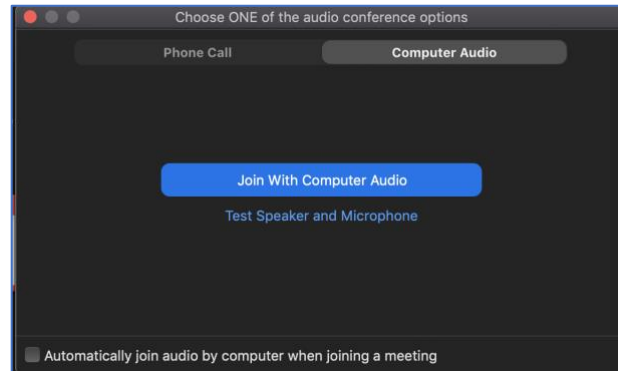 Choose ONE of the audio conference options
Phone Call
Computer Audio
Join With Computer Audio
Test Speaker and Microphone
Automatically join audio by computer when joining a meeting